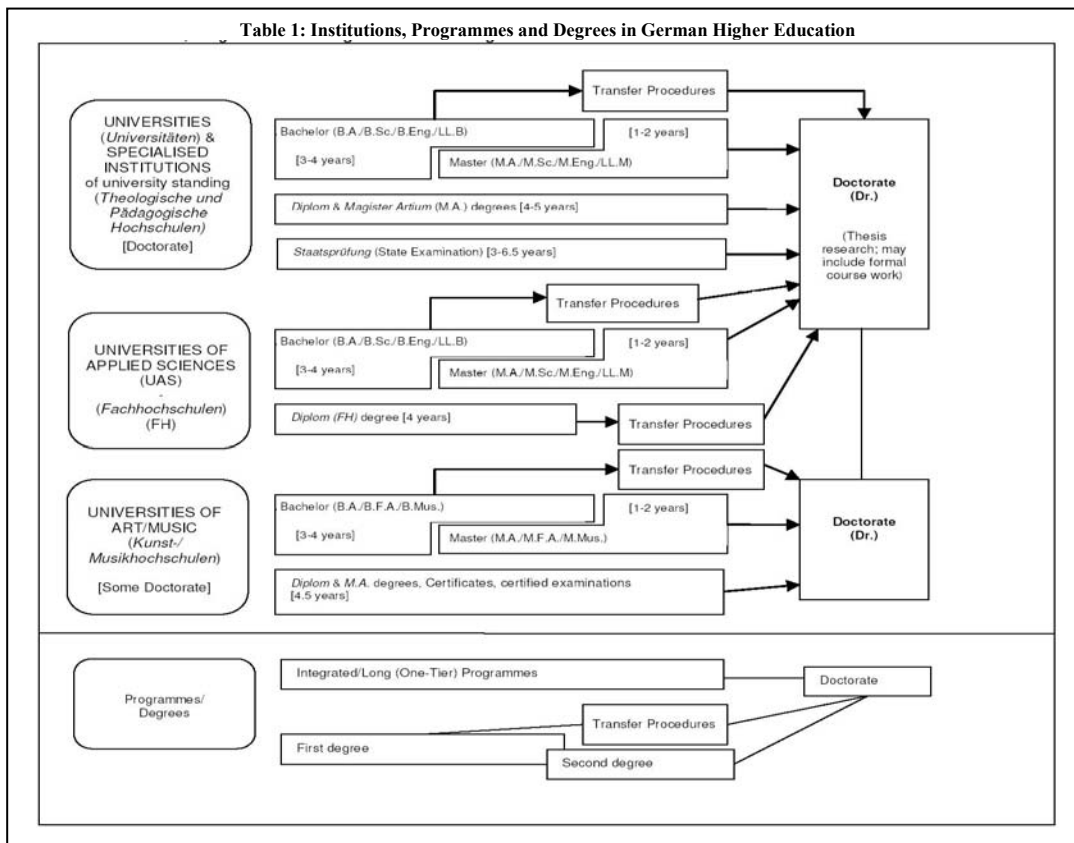 Table 1: Institutions, Programmes and Degrees in German Higher Education
UNIVERSITIES
(Universitäten) &
SPECIALISED
INSTITUTIONS
of university standing
(Theologische und
Pädagogische
Hochschulen)
[Doctorate]
Transfer Procedures
Bachelor (B.A./B.Sc./B.Eng./LL.B)
[3-4 years]
[1-2 years]
Master (M.A./M.Sc./M.Eng./LL.M)
Diplom & Magister Artium (M.A.) degrees [4-5 years]
Staatsprüfung (State Examination) [3-6.5 years]
Doctorate
(Dr.)
(Thesis
research; may
include formal
course work)
UNIVERSITIES OF
APPLIED SCIENCES
(UAS)
-
(Fachhochschulen)
(FH)
Transfer Procedures
Bachelor (B.A./B.Sc./B.Eng./LL.B)
[3-4 years]
[1-2 years]
Master (M.A./M.Sc./M.Eng./LL.M)
Diplom (FH) degree [4 years]
Transfer Procedures
UNIVERSITIES OF
ART/MUSIC
(Kunst-/
Musikhochschulen)
[Some Doctorate]
Transfer Procedures
Bachelor (B.A./B.F.A./B.Mus.)
[3-4 years]
[1-2 years]
Master (M.A./M.F.A./M.Mus.)
Diplom & M.A. degrees, Certificates, certified examinations
[4.5 years]
Doctorate
(Dr.)
Programmes/
Degrees
Integrated/Long (One-Tier) Programmes
Doctorate
Transfer Procedures
First degree
Second degree